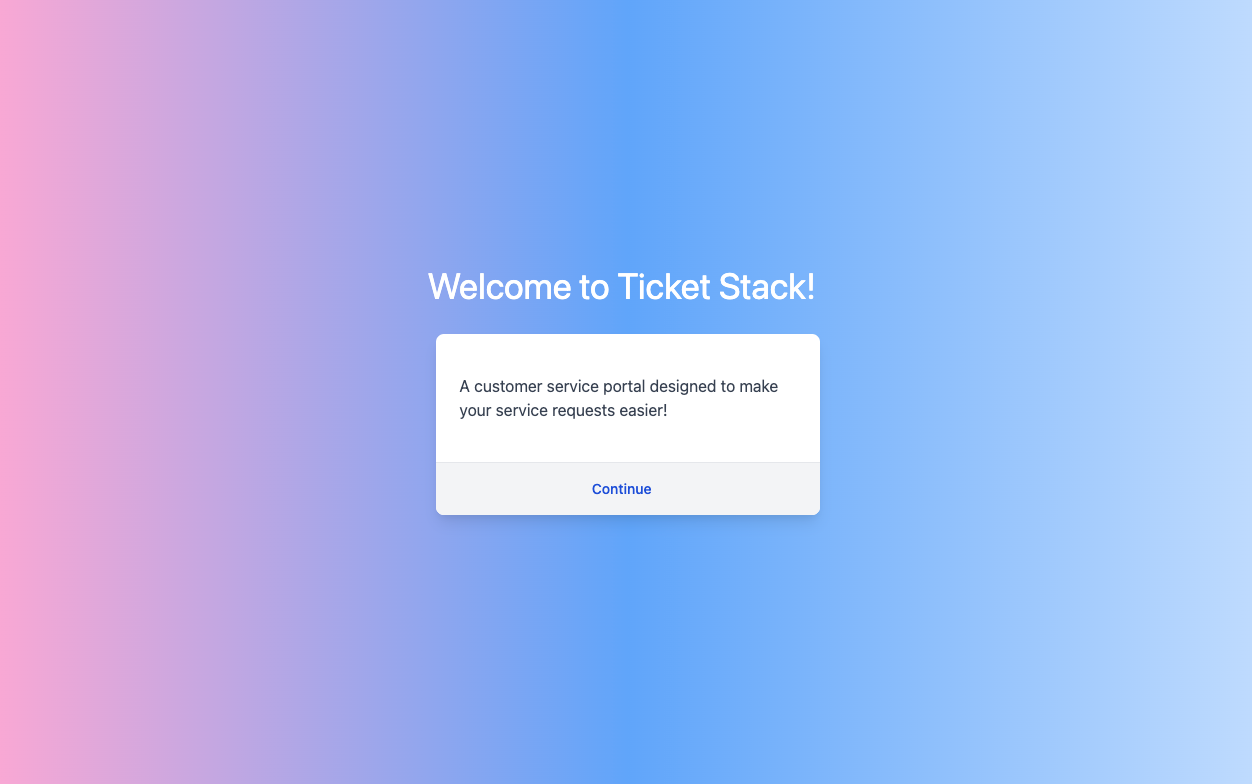 Welcome to Ticket Stack!
A customer service portal designed to make
your service requests easier!
Continue